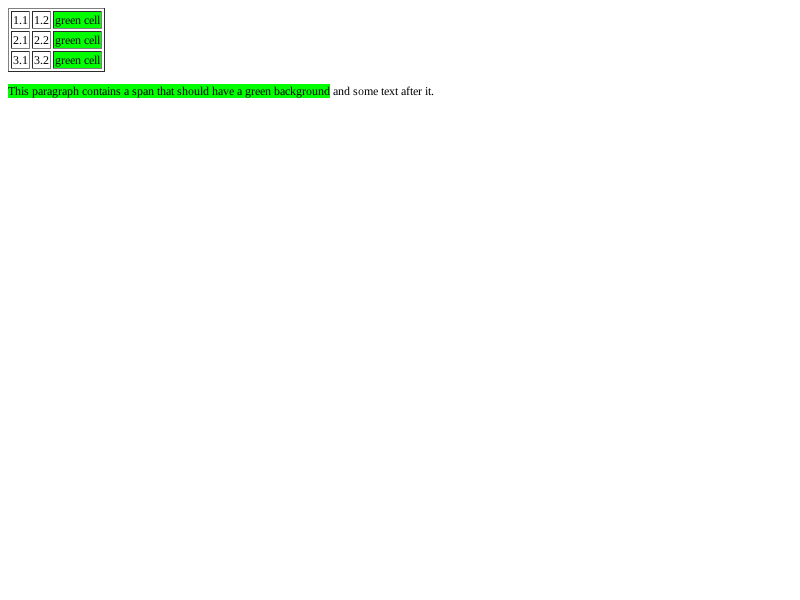 1.1 1.2 green cell
2.1 2.2 green cell
3.1 3.2 green cell
This paragraph contains a span that should have a green background and some text after it.